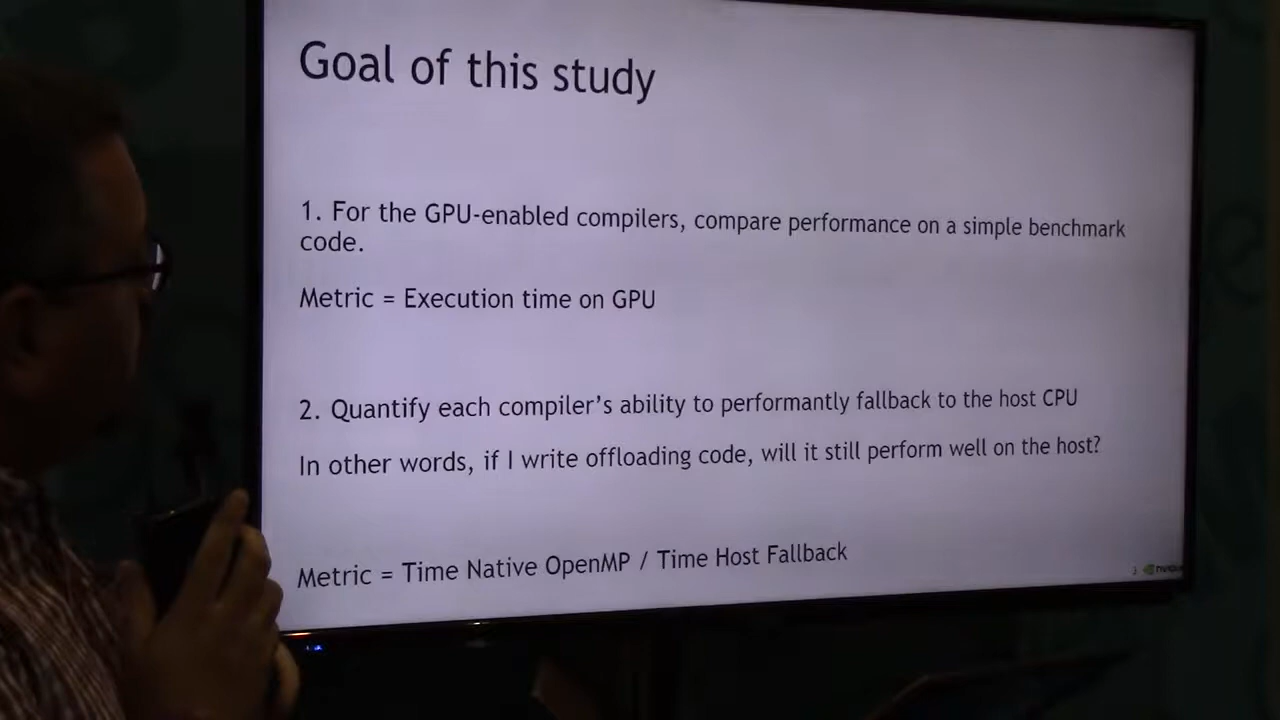 Goal of this study
1. For the GPU-enabled compilers, compare performance on a simple benchmark
code.
Metric = Execution time on GPU
2. Quantify each compiler's ability to performantly fallback to the host CPU
In other words, if I write offloading code, will it still perform well on the host?
Metric = Time Native OpenMP / Time Host Fallback
3 nvidia